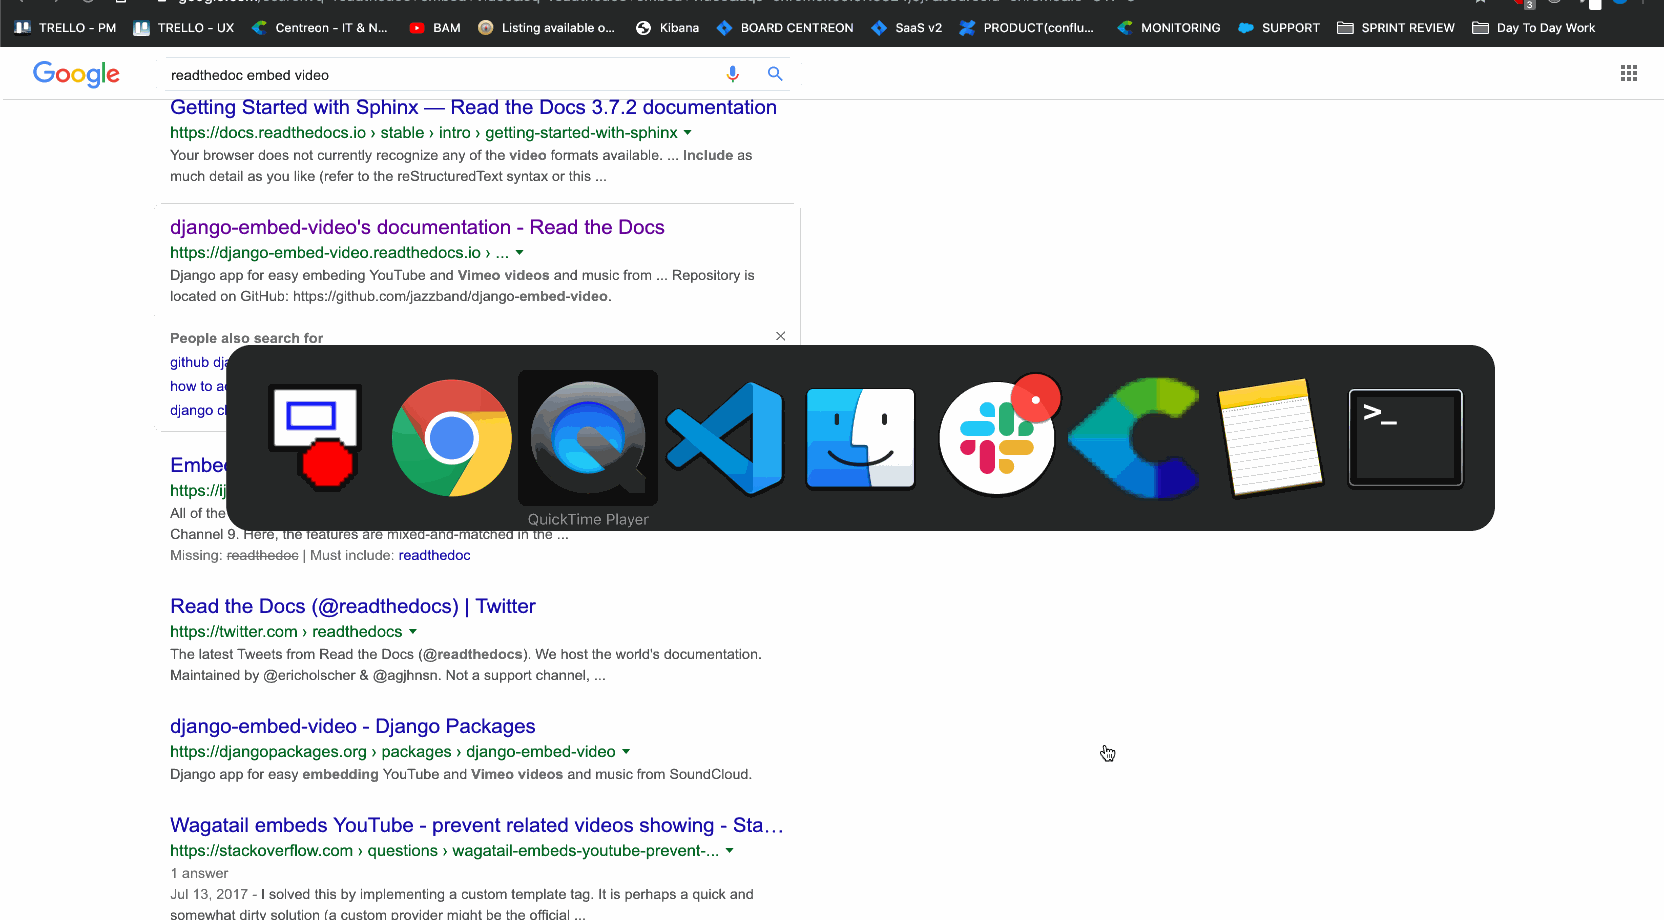 TRELLO - PM
TRELLO - UX
Centreon - IT & N...
BAM
Listing available o...
Kibana
BOARD CENTREON
SaaS v2
PRODUCT(conflu...
MONITORING
SUPPORT
SPRINT REVIEW
Day To Day Work
Google
readthedoc embed video
Getting Started with Sphinx — Read the Docs 3.7.2 documentation
https://docs.readthedocs.io › stable › intro › getting-started-with-sphinx
Your browser does not currently recognize any of the video formats available. ... Include as
much detail as you like (refer to the reStructuredText syntax or this ...
django-embed-video's documentation - Read the Docs
https://django-embed-video.readthedocs.io › ...
Django app for easy embeding YouTube and Vimeo videos and music from ... Repository is
located on GitHub: https://github.com/jazzband/django-embed-video.
People also search for
github
how to
django
https://
QuickTime Player
All of the
Channel 9. Here, the features are mixed-and-matched in the ...
Missing: readthedoc | Must include: readthedoc
Read the Docs (@readthedocs) | Twitter
https://twitter.com › readthedocs
The latest Tweets from Read the Docs (@readthedocs). We host the world's documentation.
Maintained by @ericholscher & @agjhnsn. Not a support channel, ...
django-embed-video - Django Packages
https://djangopackages.org › packages › django-embed-video
Django app for easy embedding YouTube and Vimeo videos and music from SoundCloud.
Wagatail embeds YouTube - prevent related videos showing - Sta...
https://stackoverflow.com › questions › wagatail-embeds-youtube-prevent-...
1 answer
Jul 13, 2017 - I solved this by implementing a custom template tag. It is perhaps a quick and
somewhat dirty solution (a custom provider might be the official ...